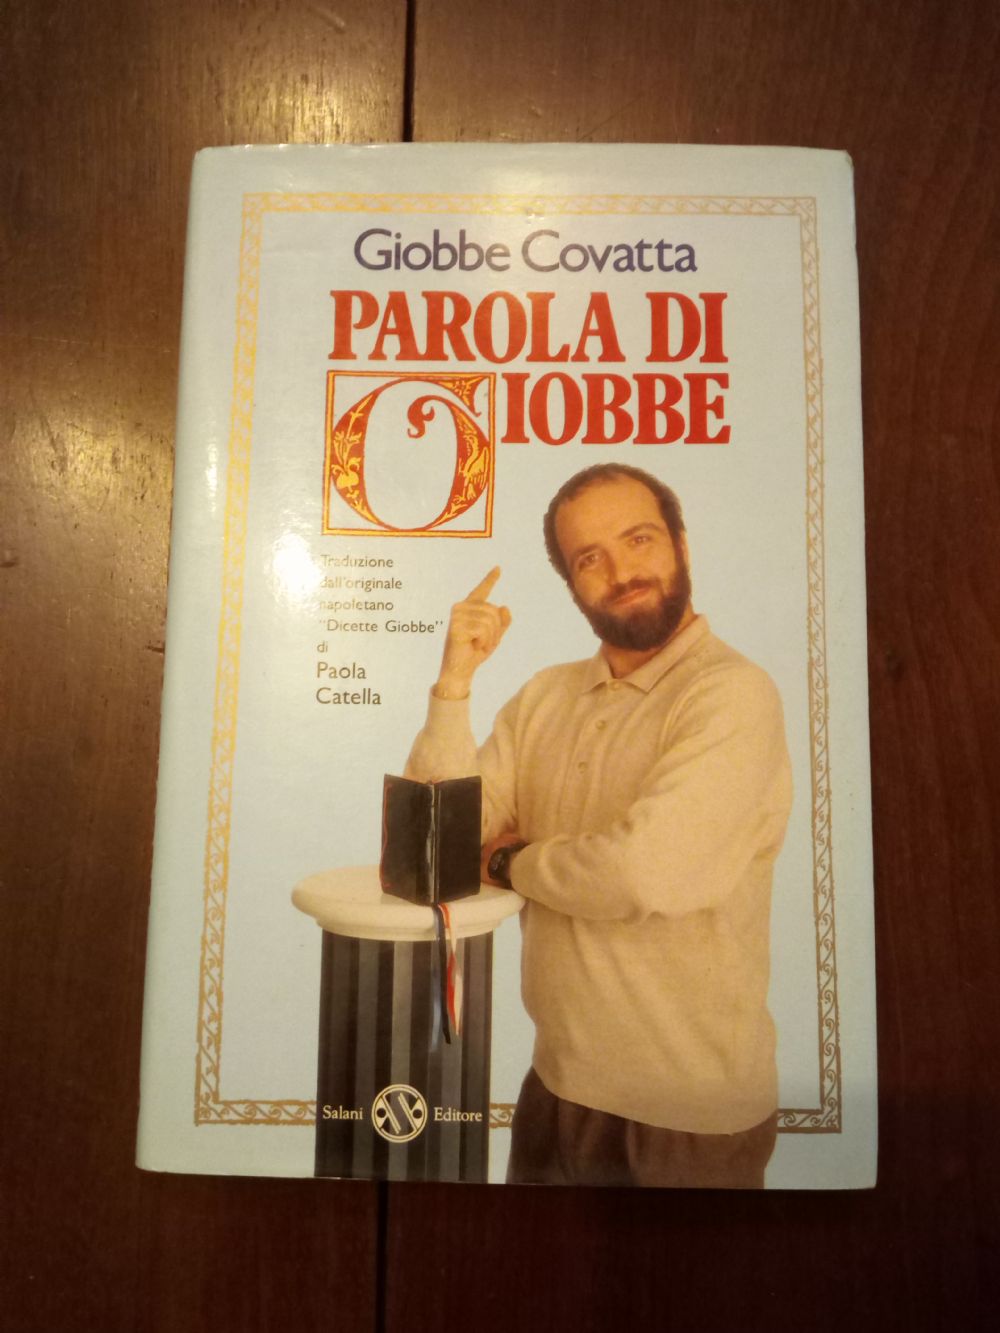 Giobbe Covatta
PAROLA DI
GIOBBE
Traduzione
dall'originale
napoletano
"Dicette Giobbe"
di
Paola
Catella
Salani Editore